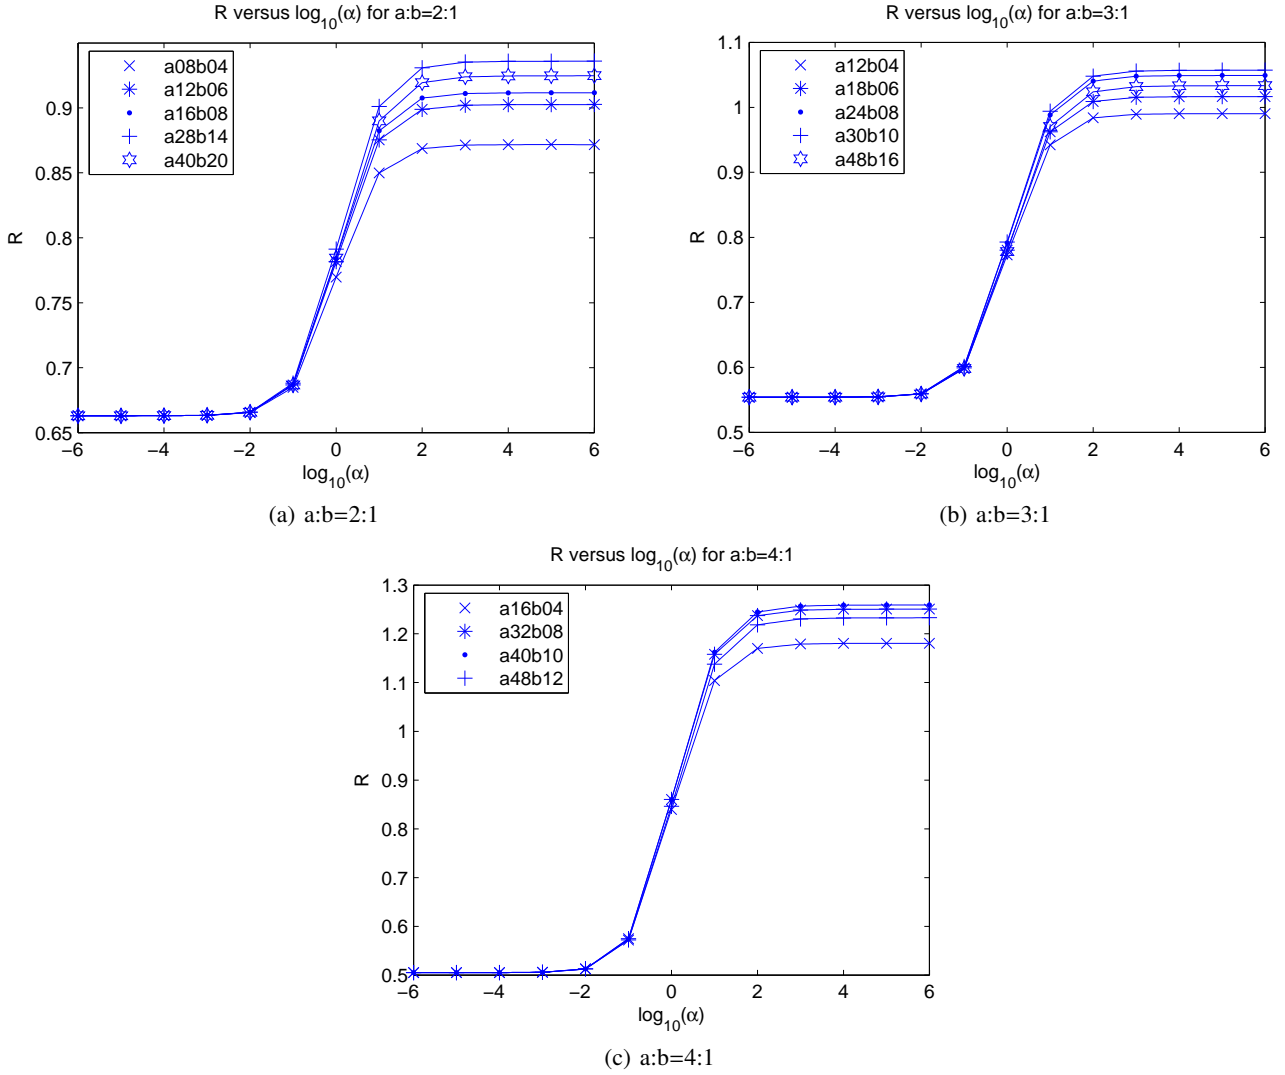 R versus log10(α) for a:b=2:1
a08b04
a12b06
a16b08
a28b14
a40b20
0.9
0.85
0.8
0.75
0.7
0.65
R
−6 −4 −2 0 2 4 6
log10(α)
(a) a:b=2:1
R versus log10(α) for a:b=3:1
a12b04
a18b06
a24b08
a30b10
a48b16
1.1
1
0.9
0.8
0.7
0.6
0.5
R
−6 −4 −2 0 2 4 6
log10(α)
(b) a:b=3:1
R versus log10(α) for a:b=4:1
a16b04
a32b08
a40b10
a48b12
1.3
1.2
1.1
1
0.9
0.8
0.7
0.6
0.5
R
−6 −4 −2 0 2 4 6
log10(α)
(c) a:b=4:1